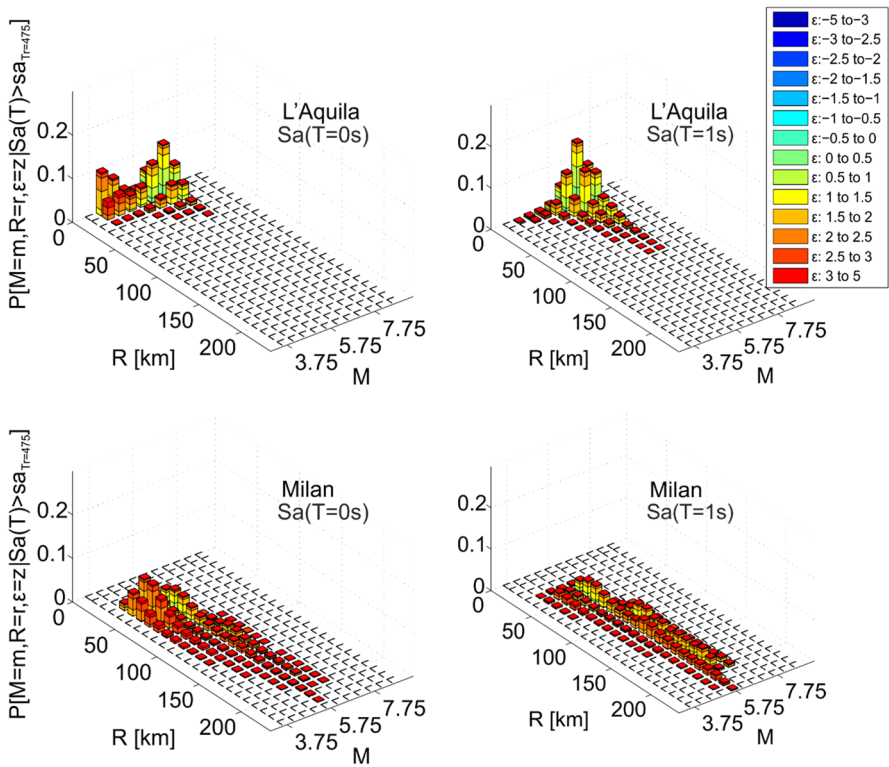 P[M=m,R=r,ε=z|Sa(T)>sa_Tr=475]
0.2
0.1
0
0
50
100
150
200
R [km]
3.75
5.75
7.75
M
L’Aquila
Sa(T=0s)
0.2
0.1
0
0
50
100
150
200
R [km]
3.75
5.75
7.75
M
L’Aquila
Sa(T=1s)
ε:−5 to−3
ε:−3 to−2.5
ε:−2.5 to−2
ε:−2 to−1.5
ε:−1.5 to−1
ε:−1 to−0.5
ε:−0.5 to 0
ε: 0 to 0.5
ε: 0.5 to 1
ε: 1 to 1.5
ε: 1.5 to 2
ε: 2 to 2.5
ε: 2.5 to 3
ε: 3 to 5
P[M=m,R=r,ε=z|Sa(T)>sa_Tr=475]
0.2
0.1
0
0
50
100
150
200
R [km]
3.75
5.75
7.75
M
Milan
Sa(T=0s)
0.2
0.1
0
0
50
100
150
200
R [km]
3.75
5.75
7.75
M
Milan
Sa(T=1s)